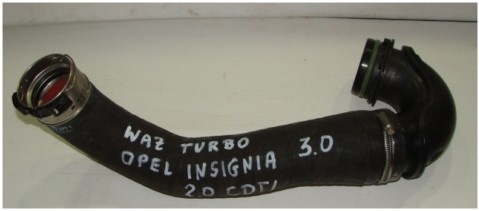 WAZ TURBO
OPEL INSIGNIA 3.0
2.0 CDTI